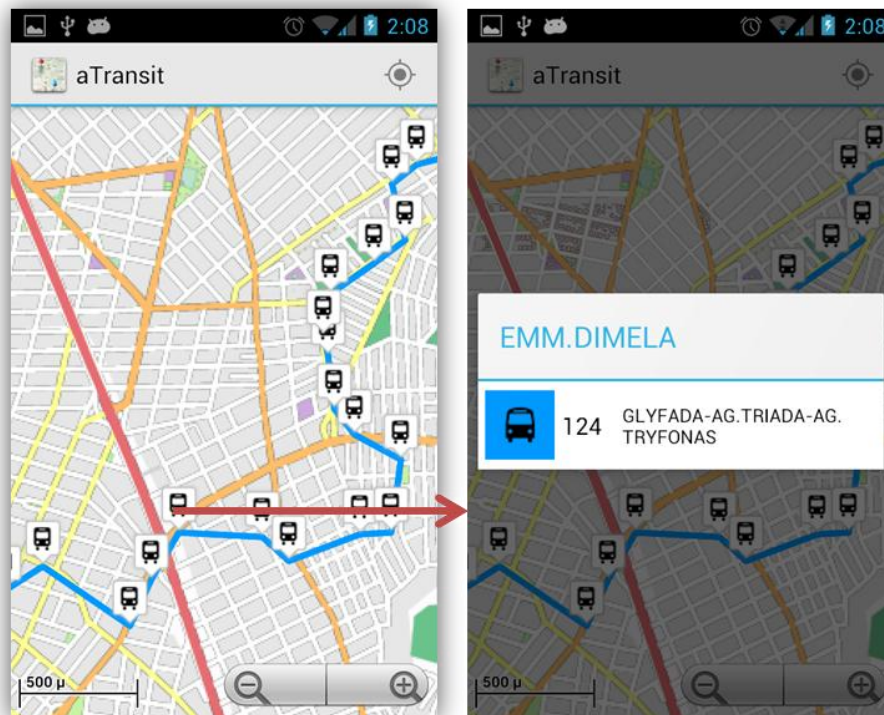 2:08
aTransit
500 μ
2:08
aTransit
EMM.DIMELA
124 GLYFADA-AG.TRIADA-AG.
TRYFONAS
500 μ